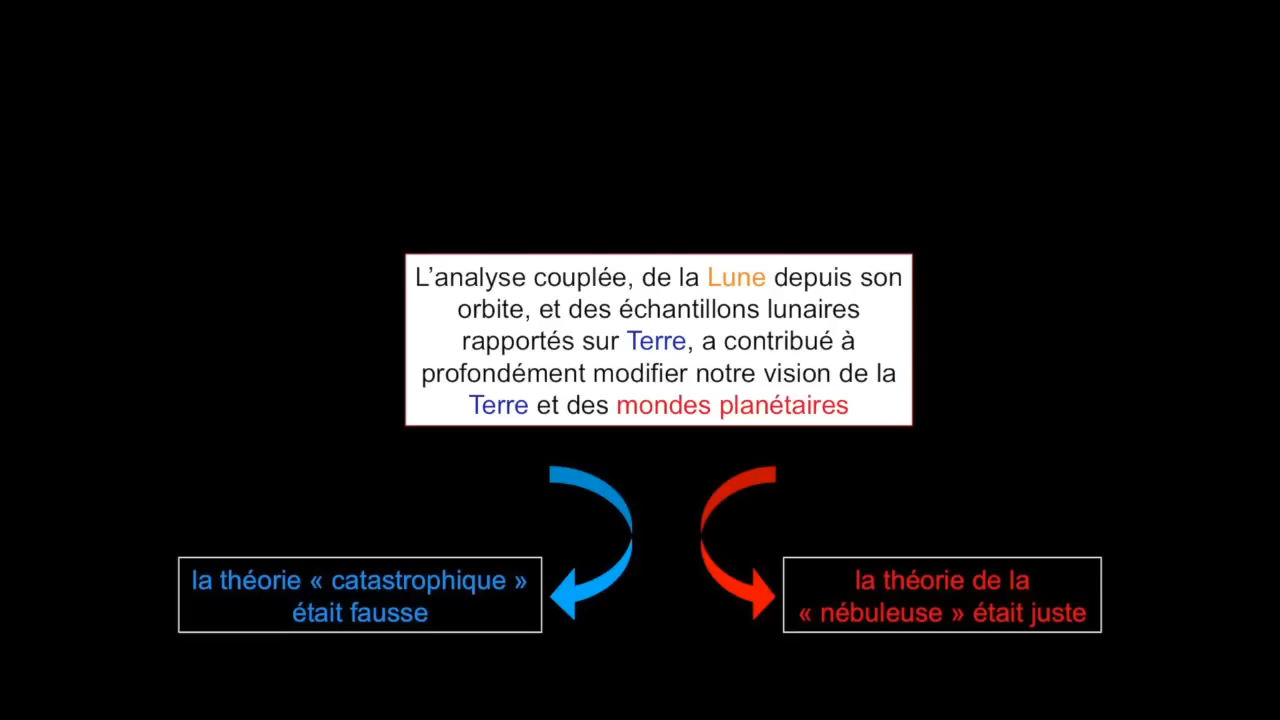 L’analyse couplée, de la Lune depuis son
orbite, et des échantillons lunaires
rapportés sur Terre, a contribué à
profondément modifier notre vision de la
Terre et des mondes planétaires
la théorie « catastrophique »
était fausse
la théorie de la
« nébuleuse » était juste